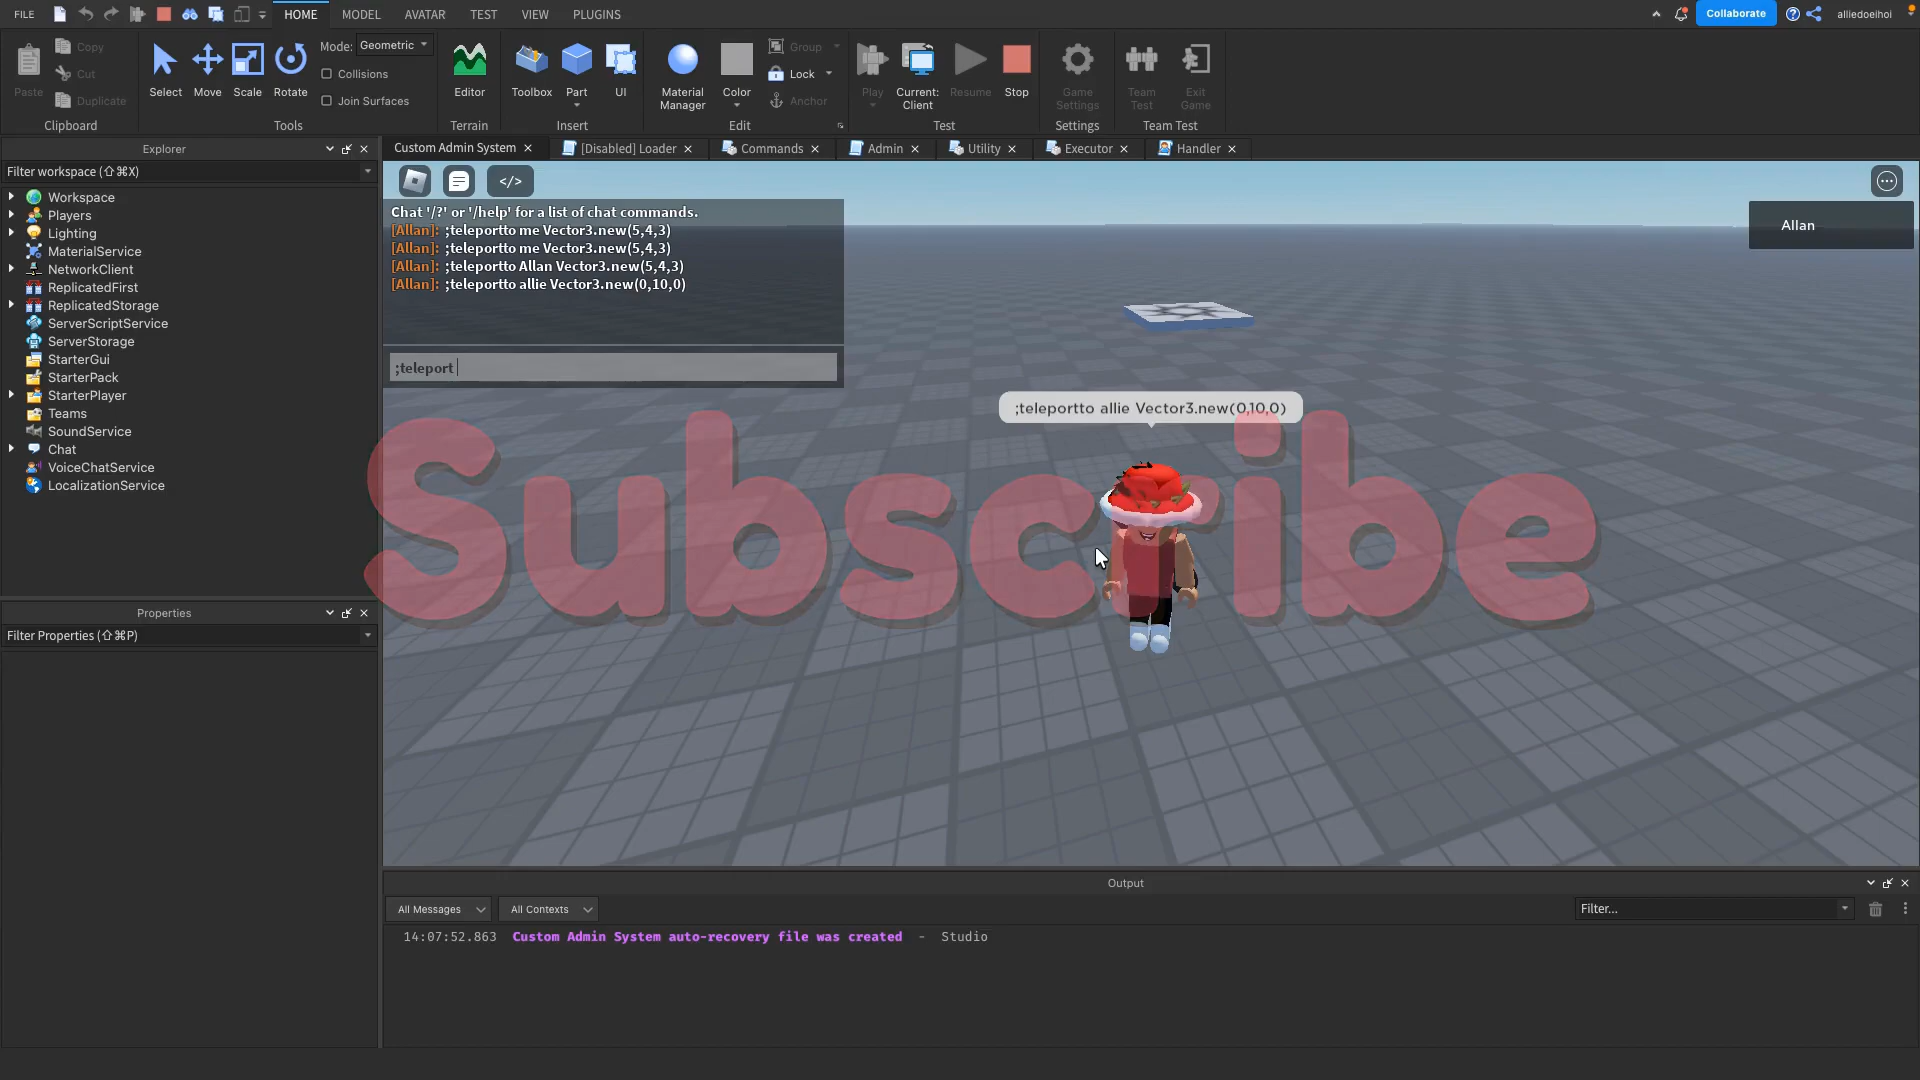 FILE
HOME
MODEL
AVATAR
TEST
VIEW
PLUGINS
Collaborate
alliedoeihoi
Paste
Copy
Cut
Duplicate
Clipboard
Select
Move
Scale
Rotate
Mode: Geometric
Collisions
Join Surfaces
Tools
Editor
Terrain
Toolbox
Part
UI
Insert
Material
Manager
Color
Group
Lock
Anchor
Edit
Play
Current:
Client
Resume
Stop
Test
Game
Settings
Settings
Team
Test
Exit
Game
Team Test
Explorer
Filter workspace (⇧⌘X)
Workspace
Players
Lighting
MaterialService
NetworkClient
ReplicatedFirst
ReplicatedStorage
ServerScriptService
ServerStorage
StarterGui
StarterPack
StarterPlayer
Teams
SoundService
Chat
VoiceChatService
LocalizationService
Properties
Filter Properties (⇧⌘P)
Custom Admin System
[Disabled] Loader
Commands
Admin
Utility
Executor
Handler
</>
Chat '/?' or '/help' for a list of chat commands.
[Allan]: ;teleportto me Vector3.new(5,4,3)
[Allan]: ;teleportto me Vector3.new(5,4,3)
[Allan]: ;teleportto Allan Vector3.new(5,4,3)
[Allan]: ;teleportto allie Vector3.new(0,10,0)
;teleport
Allan
;teleportto allie Vector3.new(0,10,0)
Subscribe
Output
All Messages
All Contexts
Filter...
14:07:52.863 Custom Admin System auto-recovery file was created - Studio